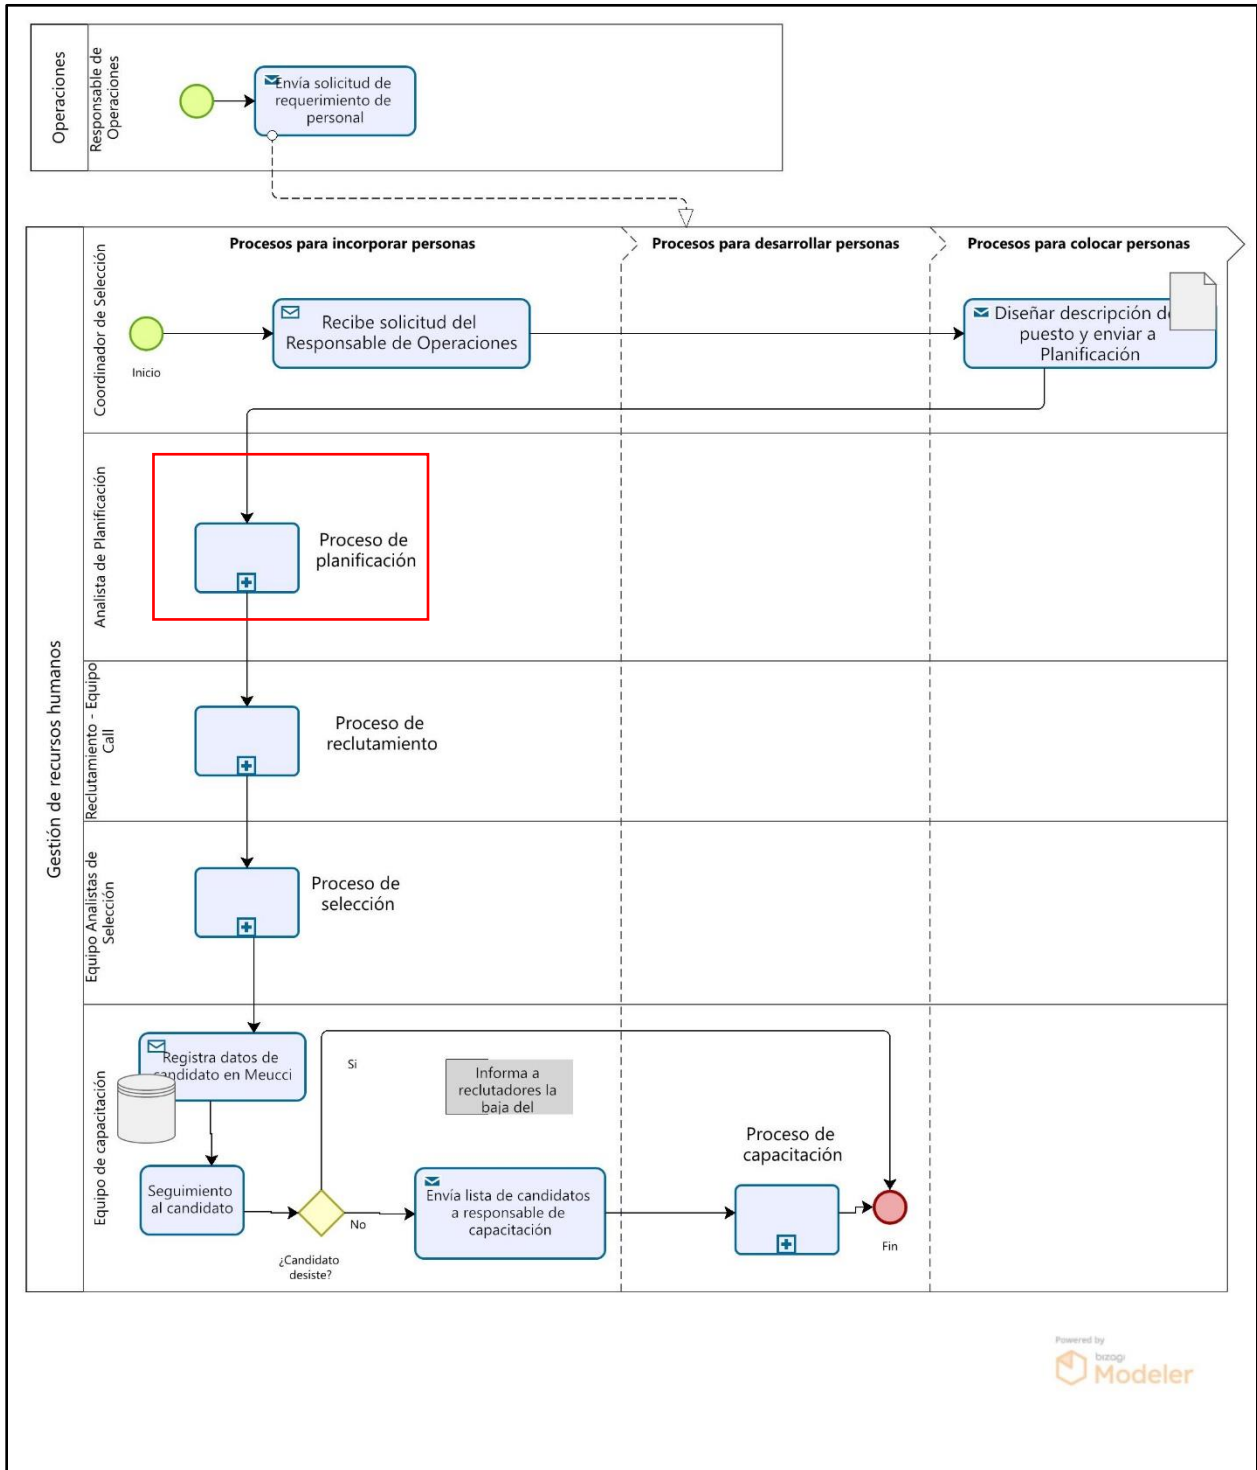 Operaciones
Responsable de
Operaciones
Envía solicitud de
requerimiento de
personal
Gestión de recursos humanos
Procesos para incorporar personas
Procesos para desarrollar personas
Procesos para colocar personas
Coordinador de Selección
Inicio
Recibe solicitud del
Responsable de Operaciones
Diseñar descripción
puesto y enviar a
Planificación
Analista de Planificación
Proceso de
planificación
Reclutamiento - Equipo
Call
Proceso de
reclutamiento
Equipo Analistas de
Selección
Proceso de
selección
Equipo de capacitación
Registra datos de
candidato en Meucci
Seguimiento
al candidato
¿Candidato
desiste?
Si
No
Informa a
reclutadores la
baja del
Envía lista de candidatos
a responsable de
capacitación
Proceso de
capacitación
Fin
Powered by
bizagi
Modeler